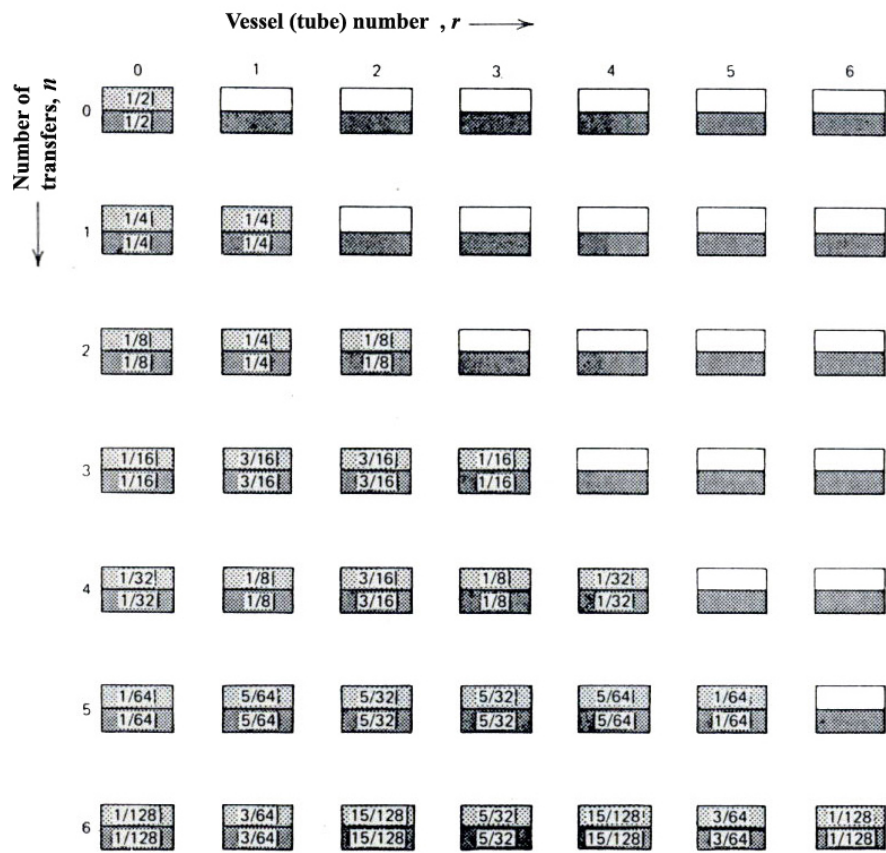 Vessel (tube) number , r
Number of
transfers, n
0 1 2 3 4 5 6
0
1/2
1/2
1
1/4 1/4
1/4 1/4
2
1/8 1/4 1/8
1/8 1/4 1/8
3
1/16 3/16 3/16 1/16
1/16 3/16 3/16 1/16
4
1/32 1/8 3/16 1/8 1/32
1/32 1/8 3/16 1/8 1/32
5
1/64 5/64 5/32 5/32 5/64 1/64
1/64 5/64 5/32 5/32 5/64 1/64
6
1/128 3/64 15/128 5/32 15/128 3/64 1/128
1/128 3/64 15/128 5/32 15/128 3/64 1/128